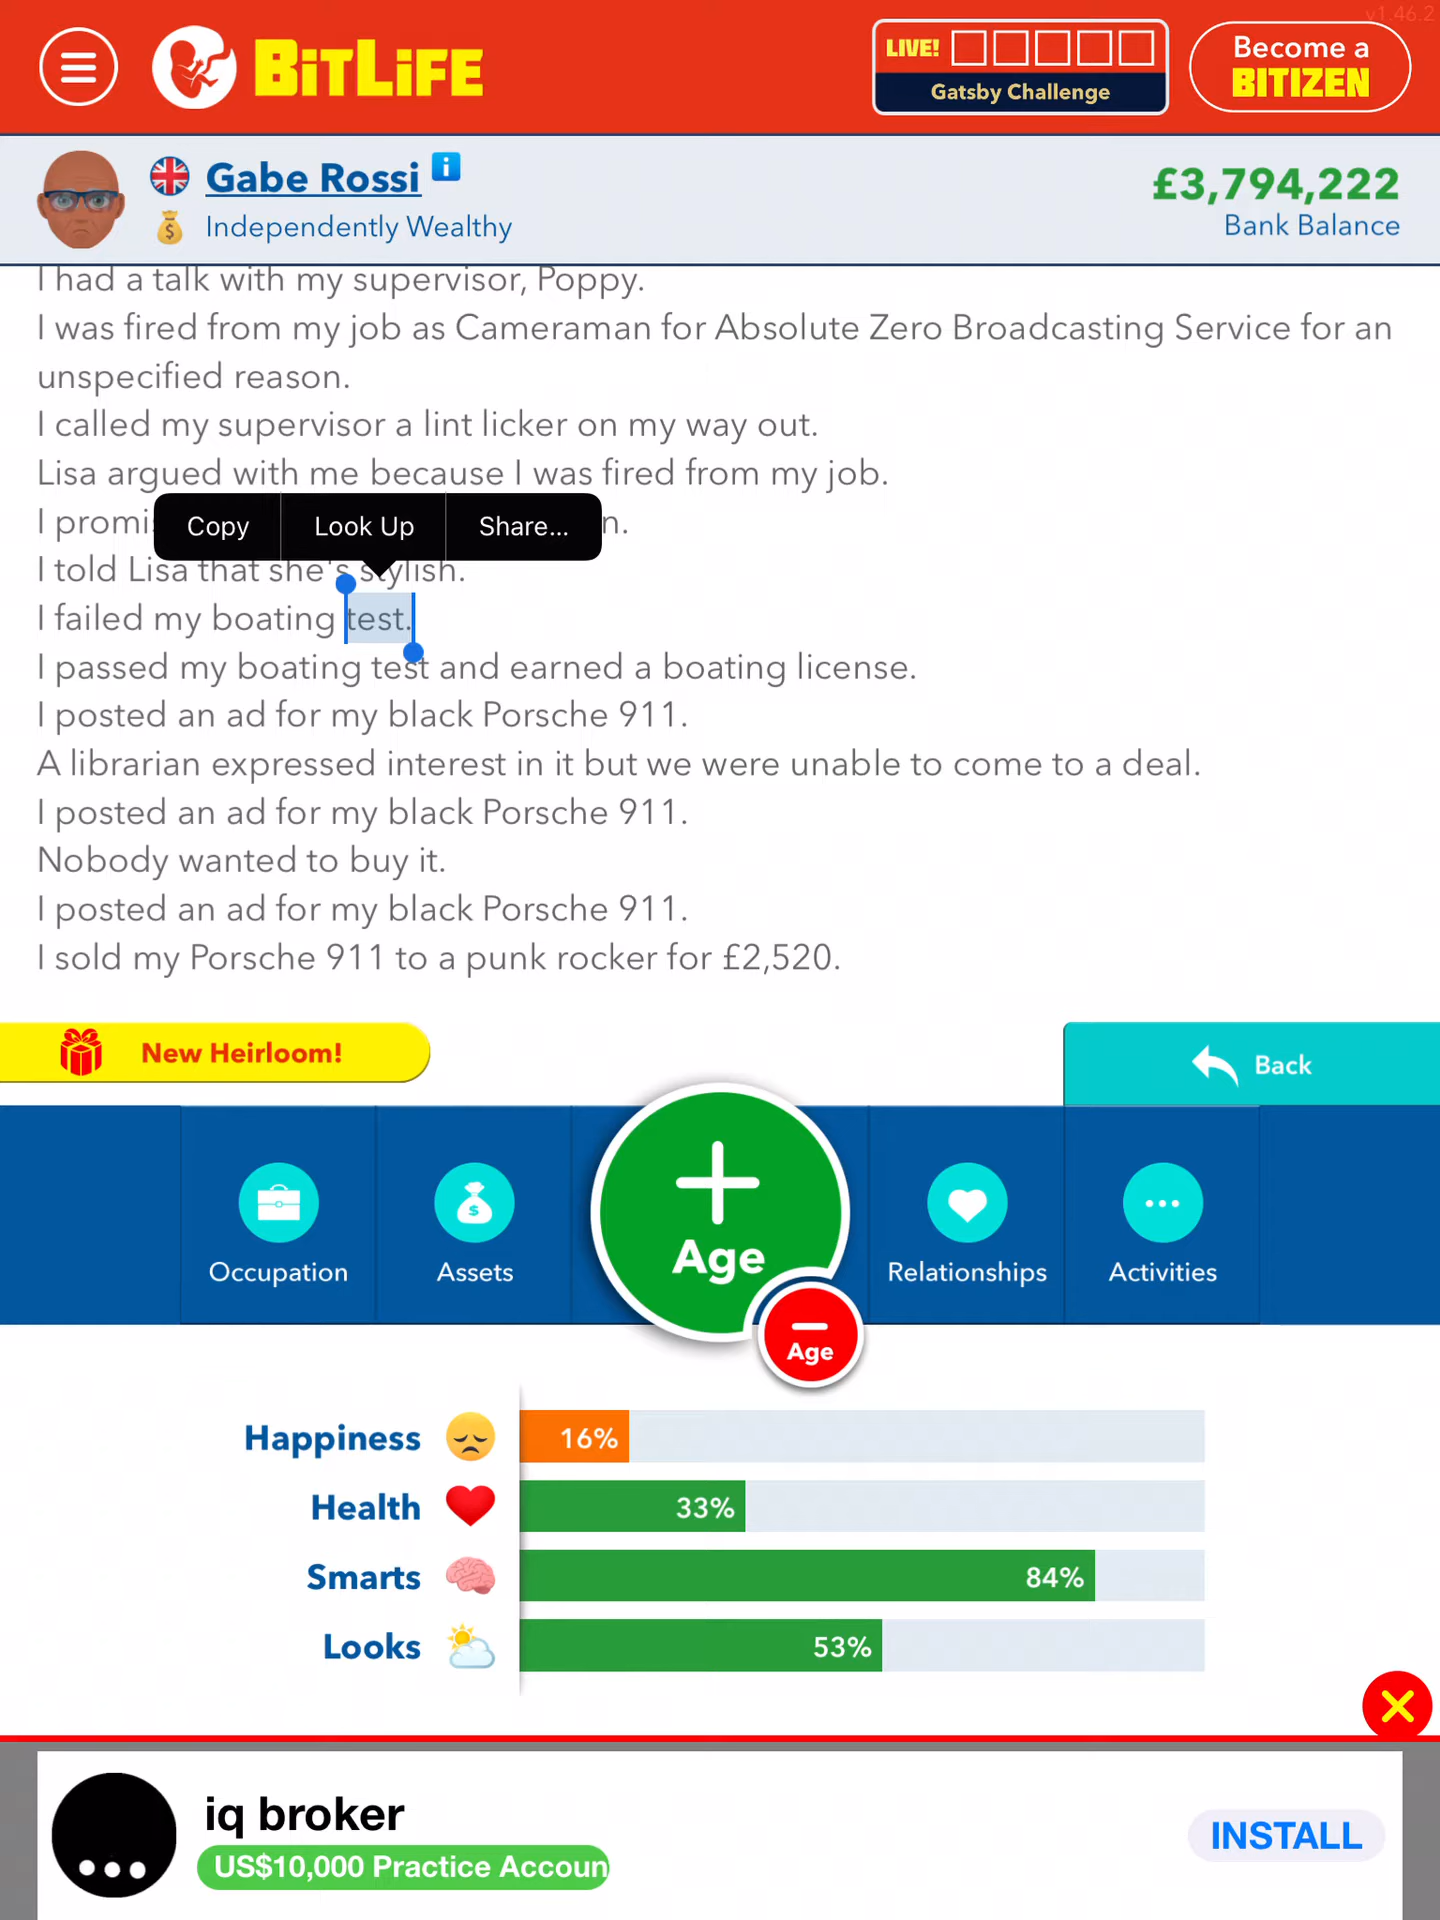 v1.46.2
BiTLiFE
LIVE!
Gatsby Challenge
Become a
BITIZEN
Gabe Rossi
i
£3,794,222
$
Independently Wealthy
Bank Balance
I had a talk with my supervisor, Poppy.
I was fired from my job as Cameraman for Absolute Zero Broadcasting Service for an
unspecified reason.
I called my supervisor a lint licker on my way out.
Lisa argued with me because I was fired from my job.
I promi
Copy
Look Up
Share...
n.
I told Lisa that she's stylish.
I failed my boating test.
I passed my boating test and earned a boating license.
I posted an ad for my black Porsche 911.
A librarian expressed interest in it but we were unable to come to a deal.
I posted an ad for my black Porsche 911.
Nobody wanted to buy it.
I posted an ad for my black Porsche 911.
I sold my Porsche 911 to a punk rocker for £2,520.
New Heirloom!
Back
Occupation
$
Assets
Age
Relationships
Activities
Age
Happiness
16%
Health
33%
Smarts
84%
Looks
53%
iq broker
US$10,000 Practice Accoun
INSTALL